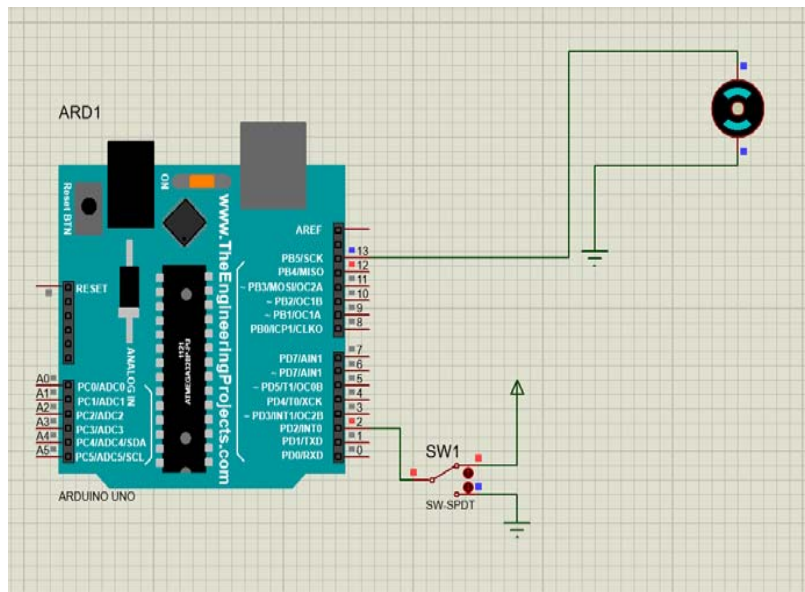 ARD1
Reset BTN
ON
www.TheEngineeringProjects.com
ANALOG IN
1121
ATMEGA328P-PU
RESET
AREF
PB5/SCK 13
PB4/MISO 12
~ PB3/MOSI/OC2A 11
~ PB2/OC1B 10
~ PB1/OC1A 9
PB0/ICP1/CLKO 8
PD7/AIN1 7
~ PD7/AIN1 6
~ PD5/T1/OC0B 5
PD4/T0/XCK 4
~ PD3/INT1/OC2B 3
PD2/INT0 2
PD1/TXD 1
PD0/RXD 0
A0 PC0/ADC0
A1 PC1/ADC1
A2 PC2/ADC2
A3 PC3/ADC3
A4 PC4/ADC4/SDA
A5 PC5/ADC5/SCL
ARDUINO UNO
SW1
SW-SPDT